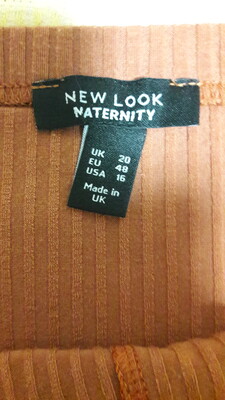 NEW LOOK
MATERNITY
UK 20
EU 48
USA 16
Made in
UK